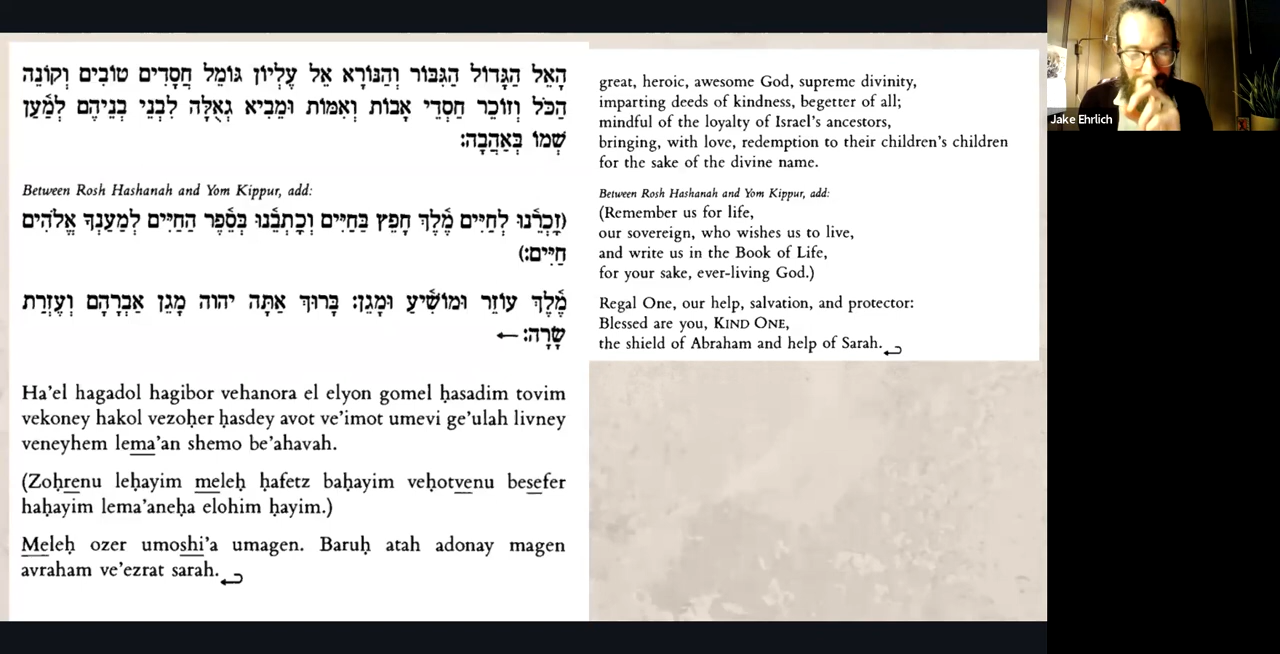 הָאֵל הַגָּדוֹל הַגִּבּוֹר וְהַנּוֹרָא אֵל עֶלְיוֹן גּוֹמֵל חֲסָדִים טוֹבִים וְקוֹנֵה
הַכֹּל וְזוֹכֵר חַסְדֵי אָבוֹת וְאִמּוֹת וּמֵבִיא גְאֻלָּה לִבְנֵי בְנֵיהֶם לְמַ֫עַן
שְׁמוֹ בְּאַהֲבָה:
Between Rosh Hashanah and Yom Kippur, add:
(זָכְרֵ֫נוּ לְחַיִּים מֶ֫לֶךְ חָפֵץ בַּחַיִּים וְכָתְבֵ֫נוּ בְּסֵ֫פֶר הַחַיִּים לְמַעַנְךָ אֱלֹהִים
חַיִּים:)
מֶ֫לֶךְ עוֹזֵר וּמוֹשִׁ֫יעַ וּמָגֵן: בָּרוּךְ אַתָּה יהוה מָגֵן אַבְרָהָם וְעֶזְרַת
שָׂרָה: ←
Ha’el hagadol hagibor vehanora el elyon gomel ḥasadim tovim
vekoney hakol vezoḥer ḥasdey avot ve’imot umevi ge’ulah livney
veneyhem lema’an shemo be’ahavah.
(Zoḥrenu leḥayim meleḥ ḥafetz baḥayim veḥotvenu besefer
haḥayim lema’aneḥa elohim ḥayim.)
Meleḥ ozer umoshi’a umagen. Baruḥ atah adonay magen
avraham ve’ezrat sarah.
great, heroic, awesome God, supreme divinity,
imparting deeds of kindness, begetter of all;
mindful of the loyalty of Israel’s ancestors,
bringing, with love, redemption to their children’s children
for the sake of the divine name.
Between Rosh Hashanah and Yom Kippur, add:
(Remember us for life,
our sovereign, who wishes us to live,
and write us in the Book of Life,
for your sake, ever-living God.)
Regal One, our help, salvation, and protector:
Blessed are you, KIND ONE,
the shield of Abraham and help of Sarah.
Jake Ehrlich